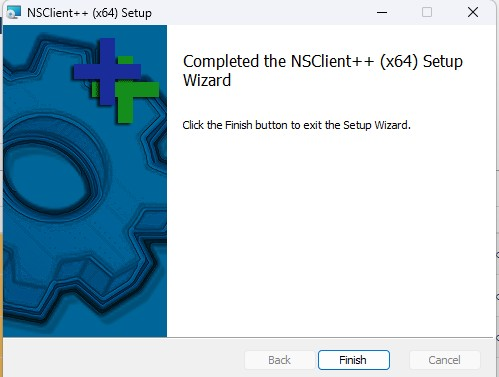 NSClient++ (x64) Setup
Completed the NSClient++ (x64) Setup
Wizard
Click the Finish button to exit the Setup Wizard.
Back
Finish
Cancel